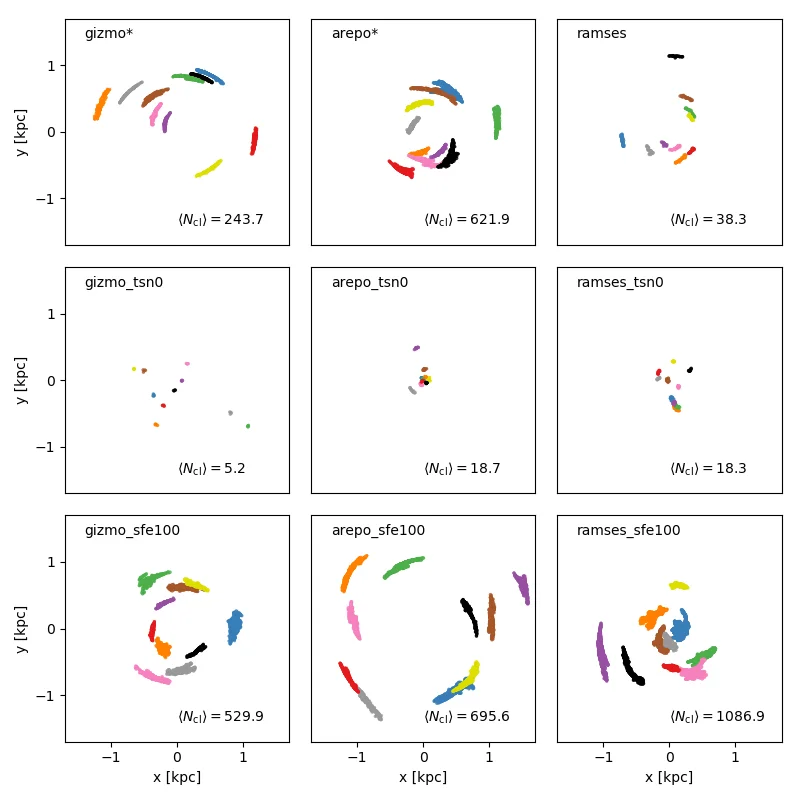 gizmo*
arepo*
ramses
1
0
−1
y [kpc]
⟨N_cl⟩ = 243.7
⟨N_cl⟩ = 621.9
⟨N_cl⟩ = 38.3
gizmo_tsn0
arepo_tsn0
ramses_tsn0
1
0
−1
y [kpc]
⟨N_cl⟩ = 5.2
⟨N_cl⟩ = 18.7
⟨N_cl⟩ = 18.3
gizmo_sfe100
arepo_sfe100
ramses_sfe100
1
0
−1
y [kpc]
⟨N_cl⟩ = 529.9
⟨N_cl⟩ = 695.6
⟨N_cl⟩ = 1086.9
−1 0 1
−1 0 1
−1 0 1
x [kpc]
x [kpc]
x [kpc]